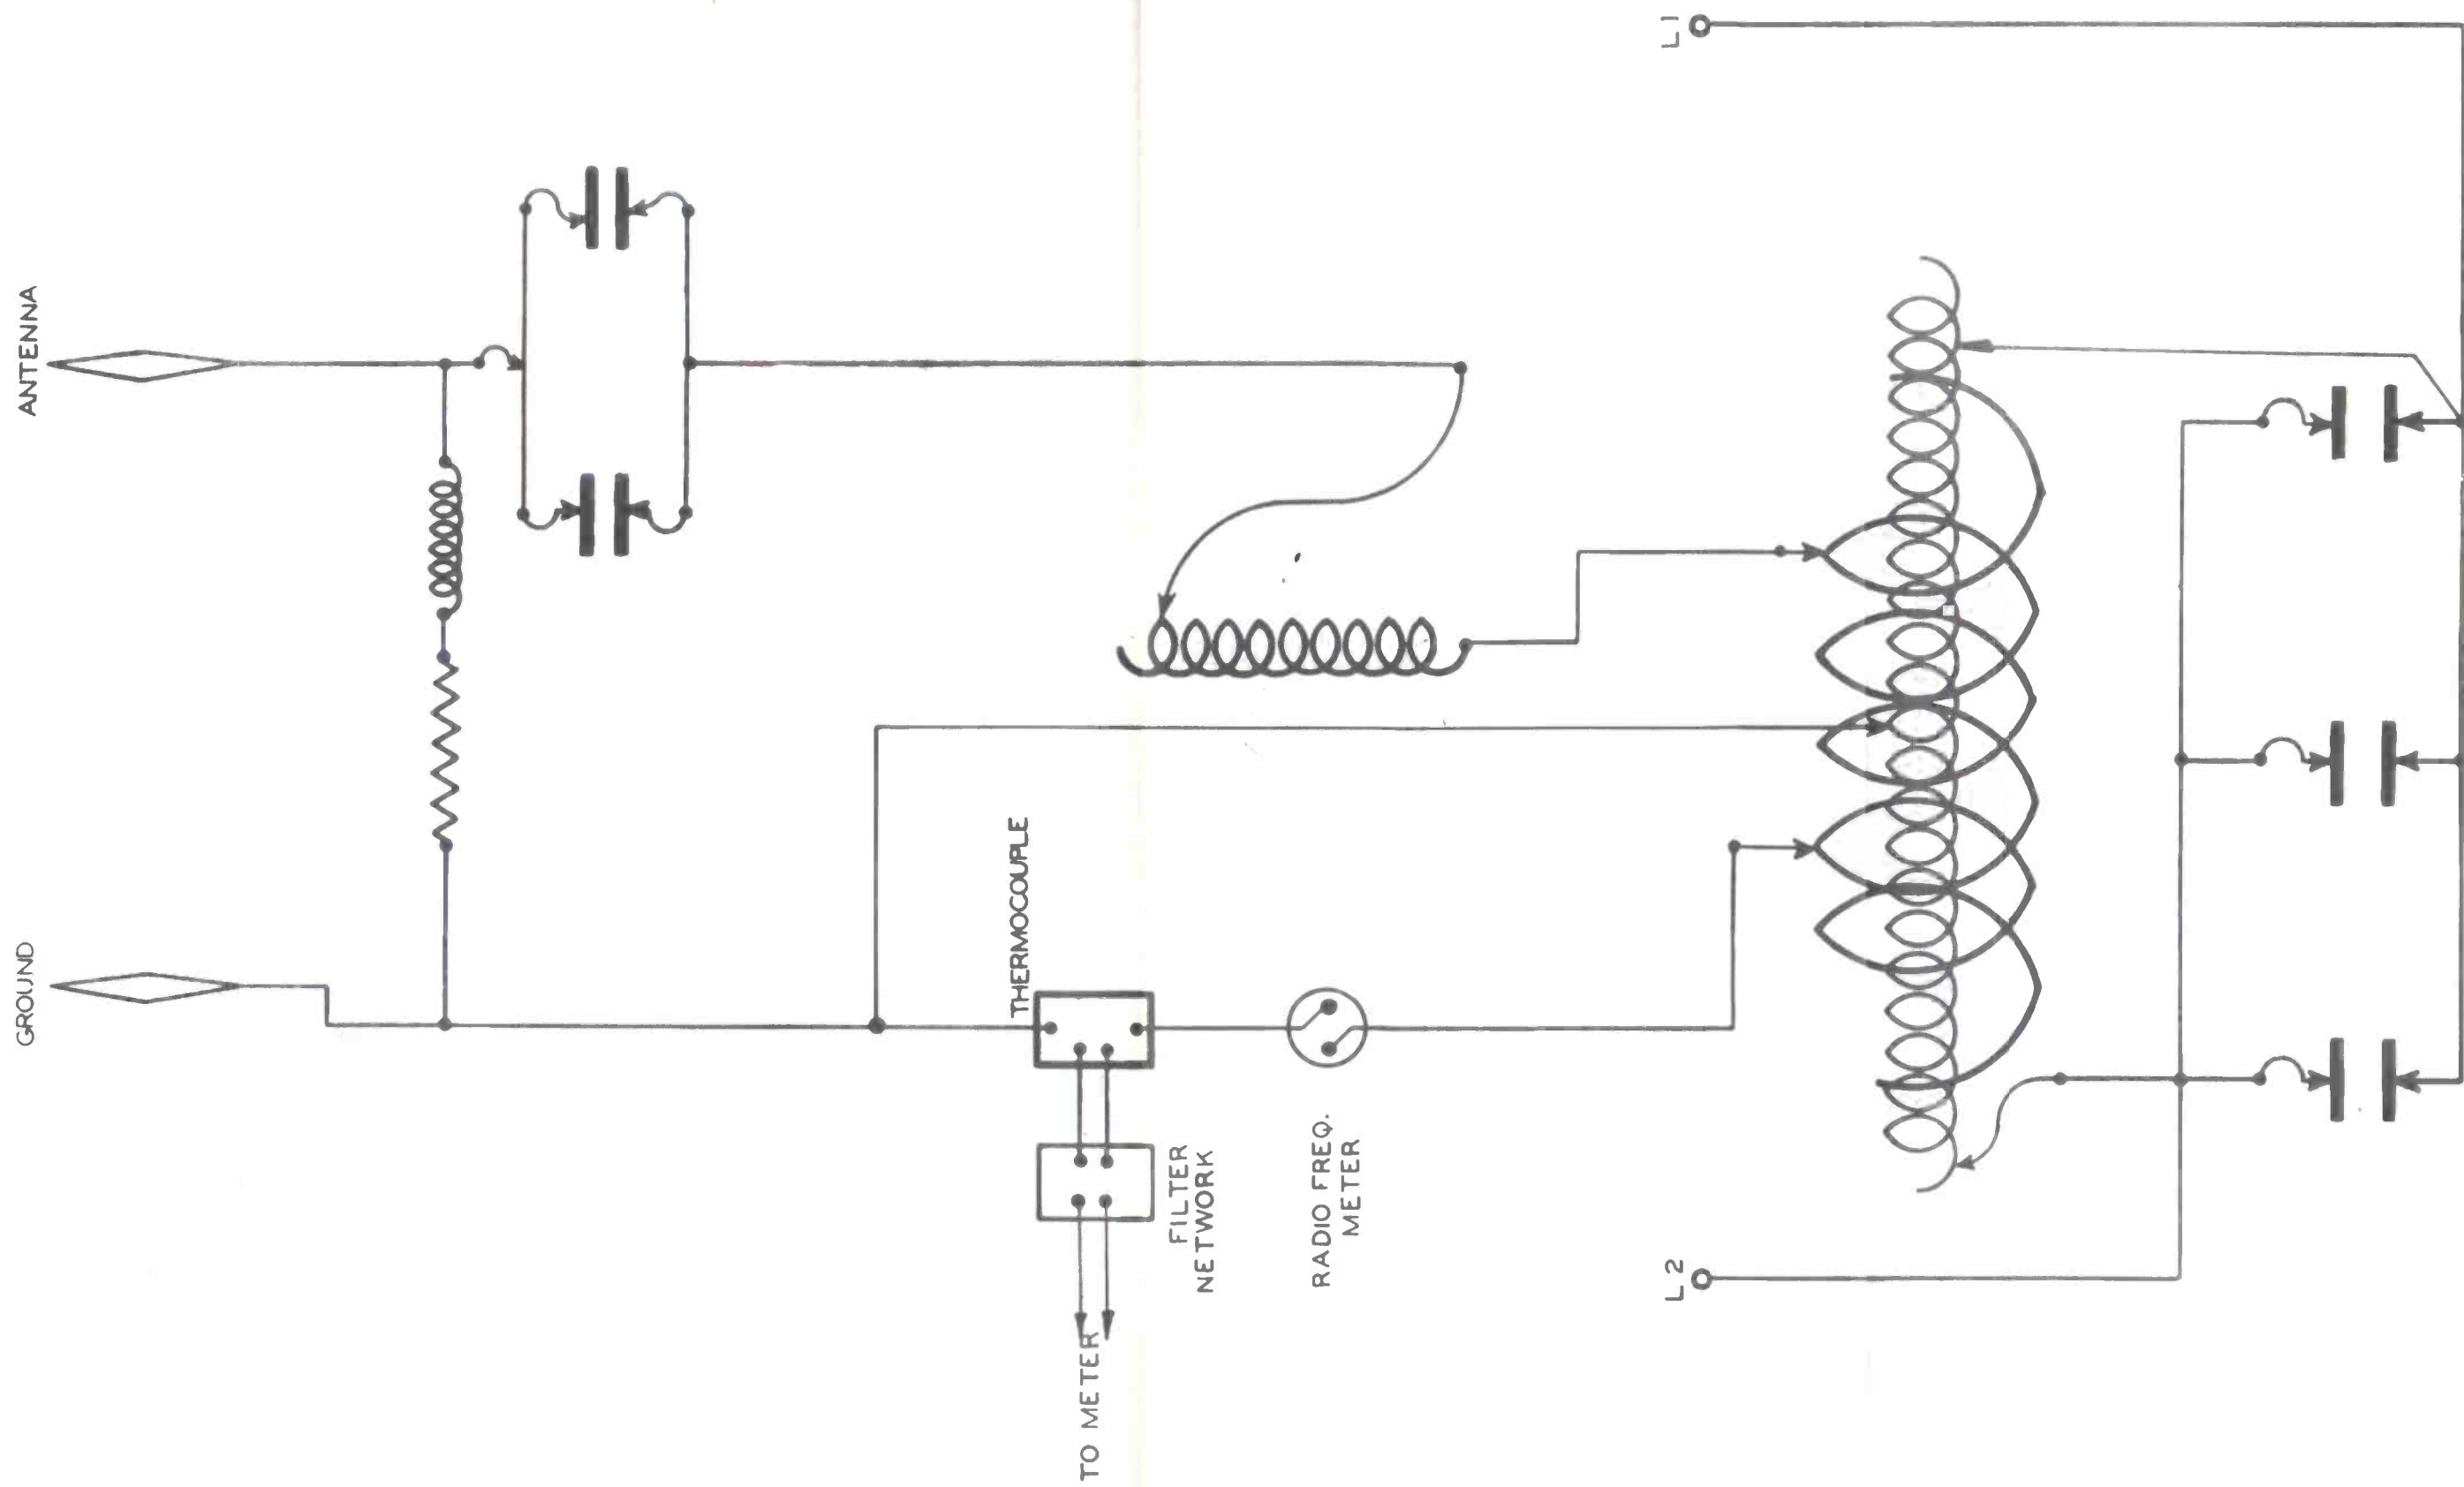 ANTENNA
GROUND
THERMOCOUPLE
FILTER
NETWORK
RADIO FREQ.
METER
TO METER
L1
L2